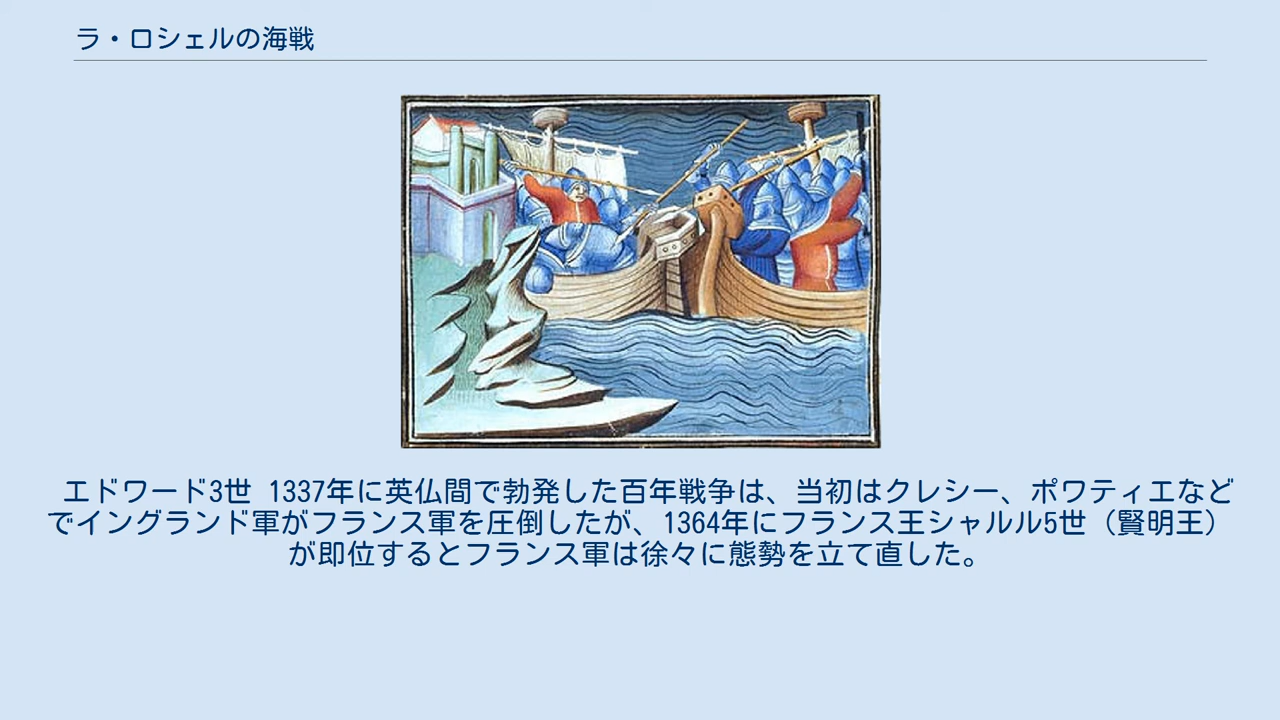 ラ・ロシェルの海戦
エドワード3世 1337年に英仏間で勃発した百年戦争は、当初はクレシー、ポワティエなど
でイングランド軍がフランス軍を圧倒したが、1364年にフランス王シャルル5世（賢明王）
が即位するとフランス軍は徐々に態勢を立て直した。